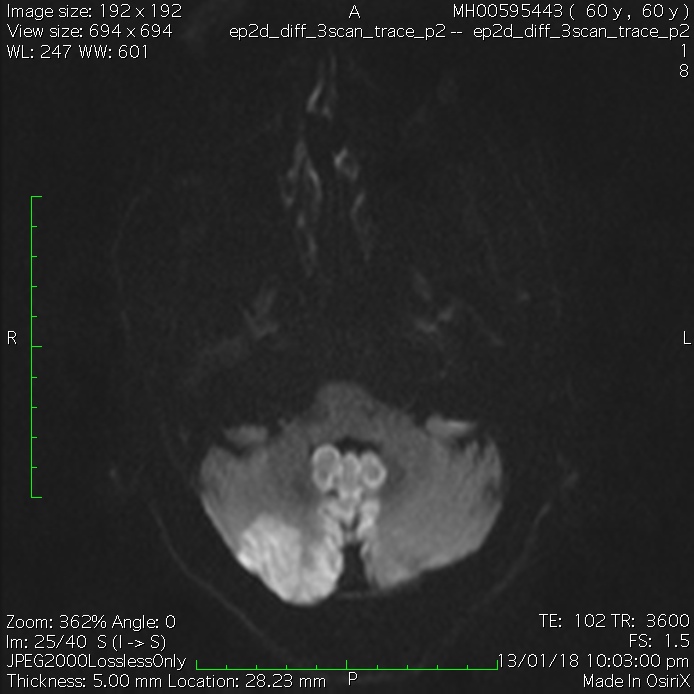 Image size: 192 x 192
View size: 694 x 694
WL: 247 WW: 601
A
MH00595443 ( 60 y, 60 y)
ep2d_diff_3scan_trace_p2 -- ep2d_diff_3scan_trace_p2
1
8
R
L
Zoom: 362% Angle: 0
Im: 25/40 S (I -> S)
JPEG2000LosslessOnly
Thickness: 5.00 mm Location: 28.23 mm
P
TE: 102 TR: 3600
FS: 1.5
13/01/18 10:03:00 pm
Made In OsiriX